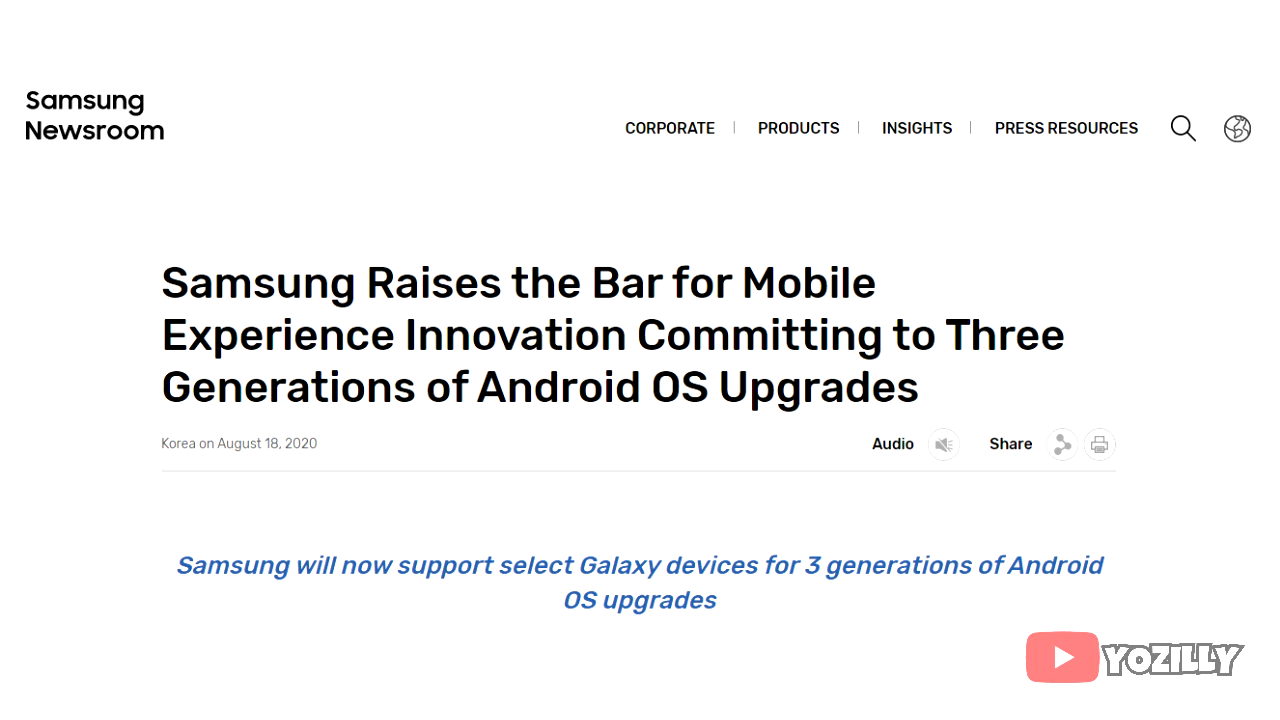 Samsung
Newsroom
CORPORATE
PRODUCTS
INSIGHTS
PRESS RESOURCES
Samsung Raises the Bar for Mobile
Experience Innovation Committing to Three
Generations of Android OS Upgrades
Korea on August 18, 2020
Audio
Share
Samsung will now support select Galaxy devices for 3 generations of Android
OS upgrades
YOZILLY